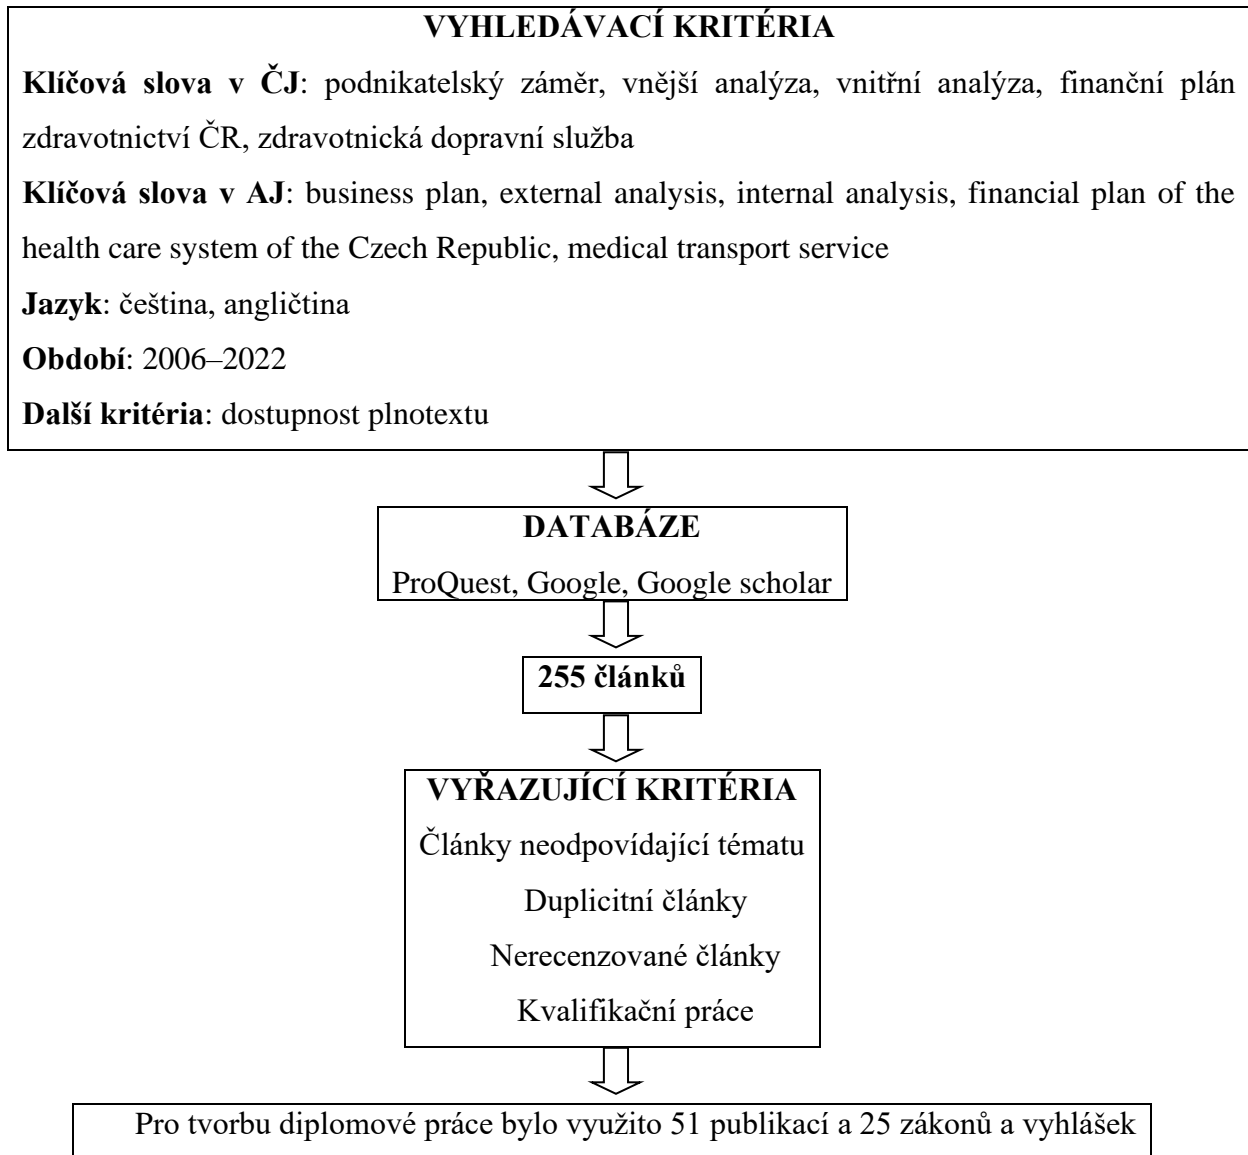 VYHLEDÁVACÍ KRITÉRIA
Klíčová slova v ČJ: podnikatelský záměr, vnější analýza, vnitřní analýza, finanční plán
zdravotnictví ČR, zdravotnická dopravní služba
Klíčová slova v AJ: business plan, external analysis, internal analysis, financial plan of the
health care system of the Czech Republic, medical transport service
Jazyk: čeština, angličtina
Období: 2006–2022
Další kritéria: dostupnost plnotextu
DATABÁZE
ProQuest, Google, Google scholar
255 článků
VYŘAZUJÍCÍ KRITÉRIA
Články neodpovídající tématu
Duplicitní články
Nerecenzované články
Kvalifikační práce
Pro tvorbu diplomové práce bylo využito 51 publikací a 25 zákonů a vyhlášek